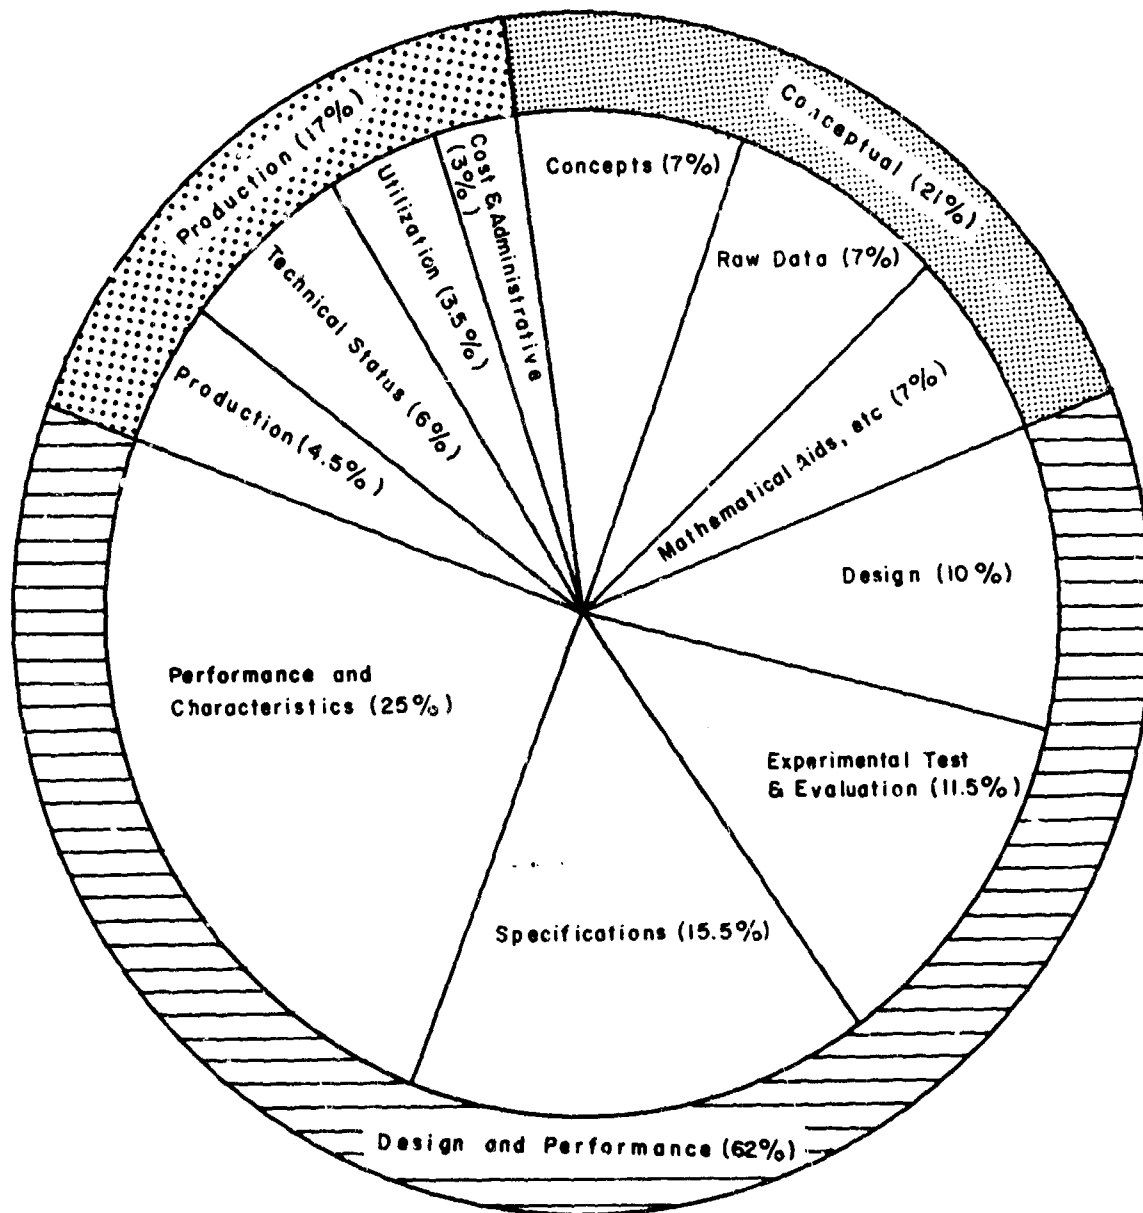 Conceptual (21%)
Concepts (7%)
Raw Data (7%)
Mathematical Aids, etc (7%)
Design and Performance (62%)
Design (10%)
Experimental Test
& Evaluation (11.5%)
Specifications (15.5%)
Performance and
Characteristics (25%)
Production (17%)
Production (4.5%)
Technical Status (6%)
Utilization (3.5%)
Cost & Administrative
(3%)